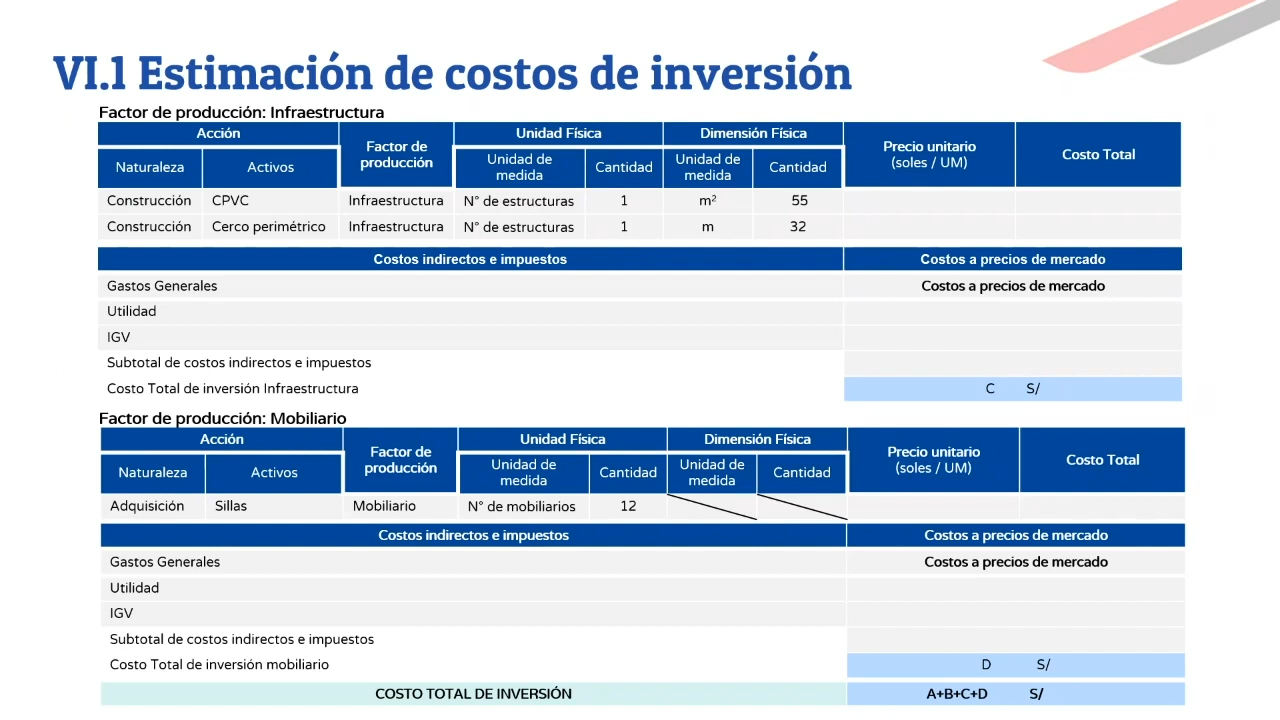 VI.1 Estimación de costos de inversión
Factor de producción: Infraestructura
Acción Factor de producción Unidad Física Dimensión Física Precio unitario (soles / UM) Costo Total
Naturaleza Activos Unidad de medida Cantidad Unidad de medida Cantidad
Construcción CPVC Infraestructura N° de estructuras 1 m² 55
Construcción Cerco perimétrico Infraestructura N° de estructuras 1 m 32
Costos indirectos e impuestos Costos a precios de mercado
Gastos Generales Costos a precios de mercado
Utilidad
IGV
Subtotal de costos indirectos e impuestos
Costo Total de inversión Infraestructura C S/
Factor de producción: Mobiliario
Acción Factor de producción Unidad Física Dimensión Física Precio unitario (soles / UM) Costo Total
Naturaleza Activos Unidad de medida Cantidad Unidad de medida Cantidad
Adquisición Sillas Mobiliario N° de mobiliarios 12
Costos indirectos e impuestos Costos a precios de mercado
Gastos Generales Costos a precios de mercado
Utilidad
IGV
Subtotal de costos indirectos e impuestos
Costo Total de inversión mobiliario D S/
COSTO TOTAL DE INVERSIÓN A+B+C+D S/